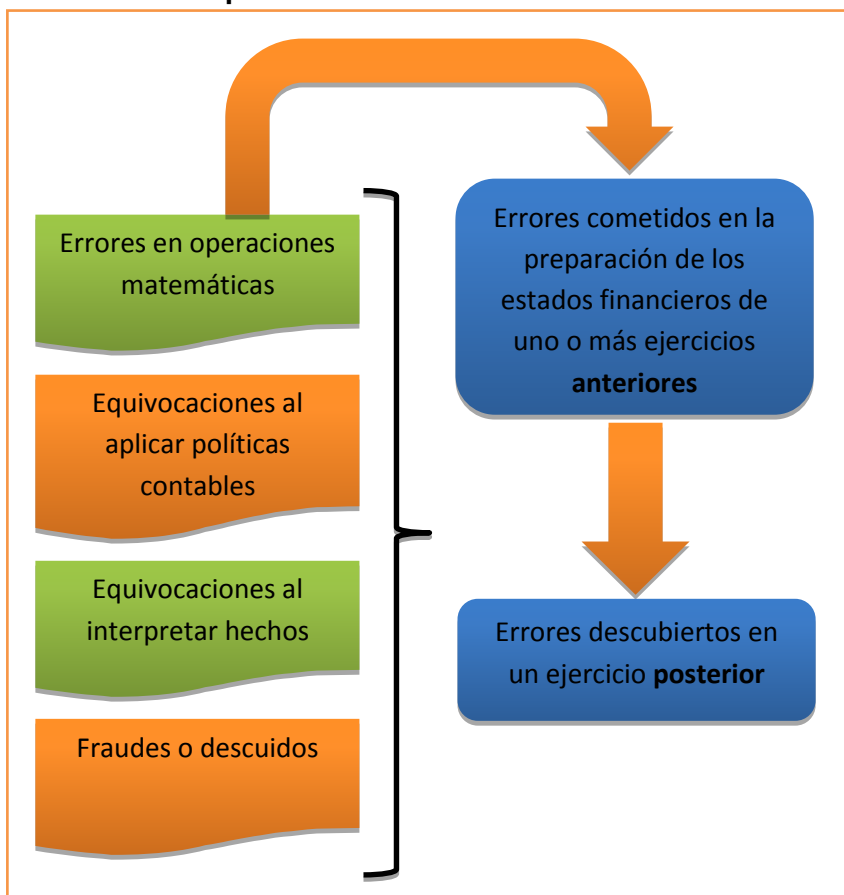 Errores en operaciones
matemáticas
Equivocaciones al
aplicar políticas
contables
Equivocaciones al
interpretar hechos
Fraudes o descuidos
Errores cometidos en la
preparación de los
estados financieros de
uno o más ejercicios
anteriores
Errores descubiertos en
un ejercicio posterior